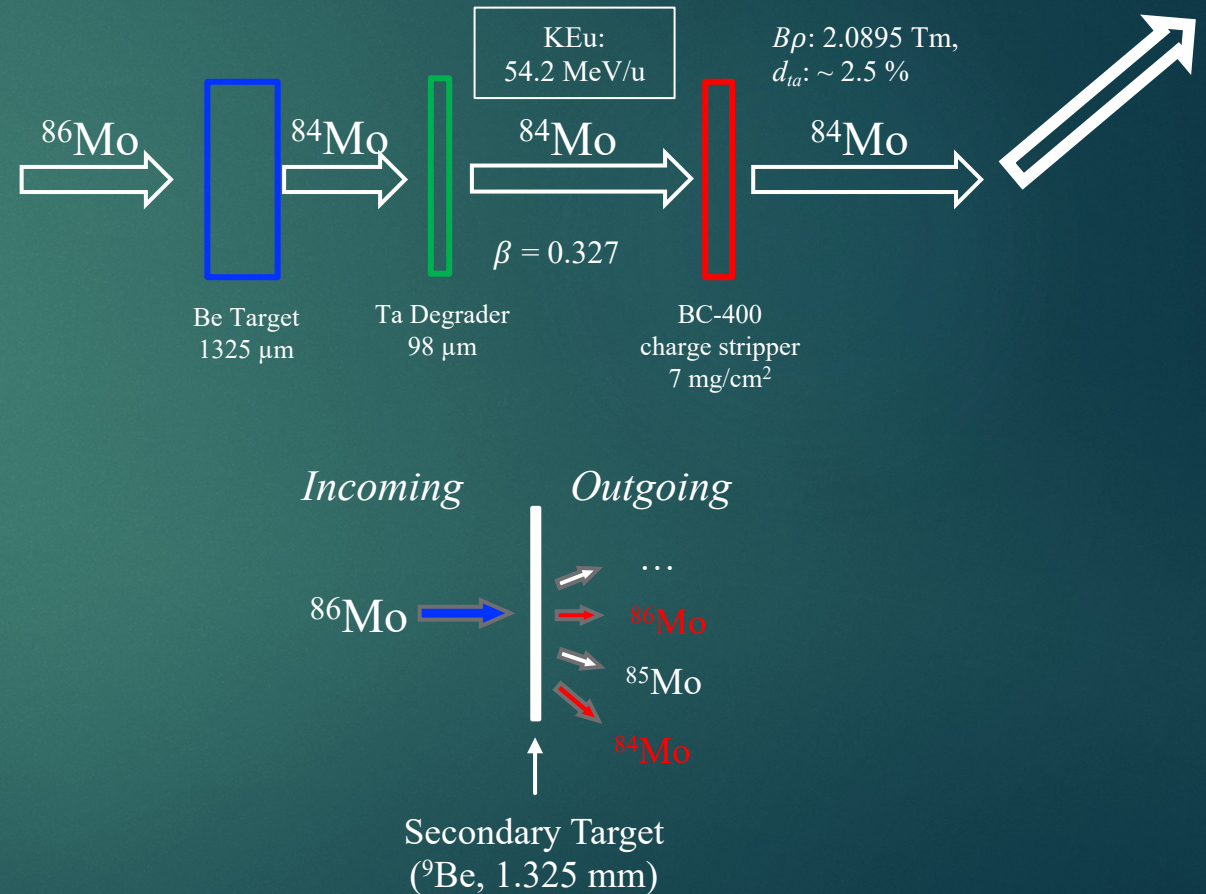 KEu:
54.2 MeV/u
Bρ: 2.0895 Tm,
d_ta: ~ 2.5 %
⁸⁶Mo
⁸⁴Mo
⁸⁴Mo
⁸⁴Mo
β = 0.327
Be Target
1325 µm
Ta Degrader
98 µm
BC-400
charge stripper
7 mg/cm²
Incoming
Outgoing
…
⁸⁶Mo
⁸⁶Mo
⁸⁵Mo
⁸⁴Mo
Secondary Target
(⁹Be, 1.325 mm)